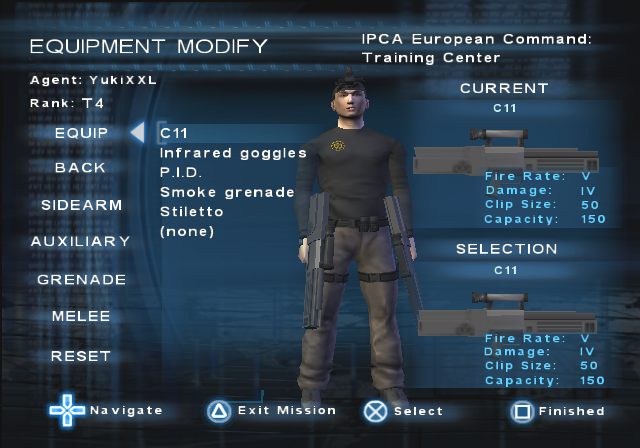 EQUIPMENT MODIFY
IPCA European Command:
Training Center
Agent: YukiXXL
Rank: T4
EQUIP
BACK
SIDEARM
AUXILIARY
GRENADE
MELEE
RESET
C11
Infrared goggles
P.I.D.
Smoke grenade
Stiletto
(none)
CURRENT
C11
Fire Rate: V
Damage: IV
Clip Size: 50
Capacity: 150
SELECTION
C11
Fire Rate: V
Damage: IV
Clip Size: 50
Capacity: 150
Navigate
Exit Mission
Select
Finished